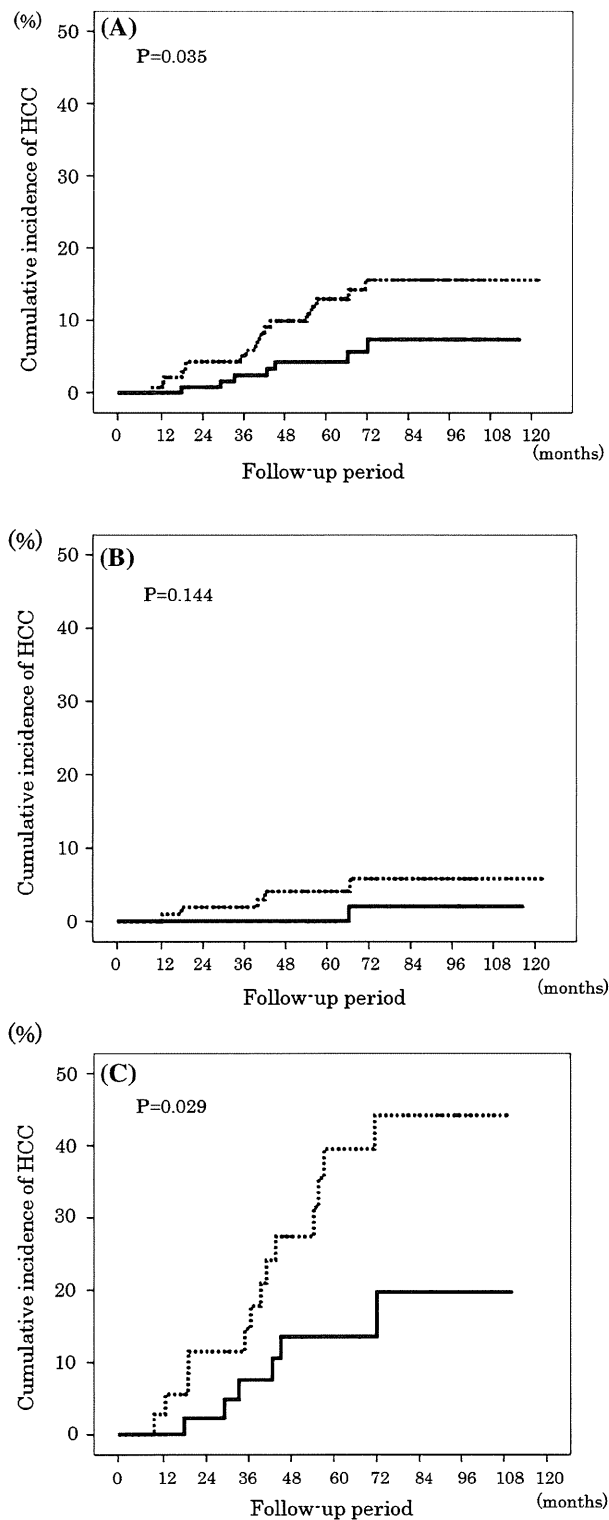 (%)
(A)
P=0.035
50
40
30
20
10
0
Cumulative incidence of HCC
0 12 24 36 48 60 72 84 96 108 120
(months)
Follow-up period
(%)
(B)
P=0.144
50
40
30
20
10
0
Cumulative incidence of HCC
0 12 24 36 48 60 72 84 96 108 120
(months)
Follow-up period
(%)
(C)
P=0.029
50
40
30
20
10
0
Cumulative incidence of HCC
0 12 24 36 48 60 72 84 96 108 120
(months)
Follow-up period